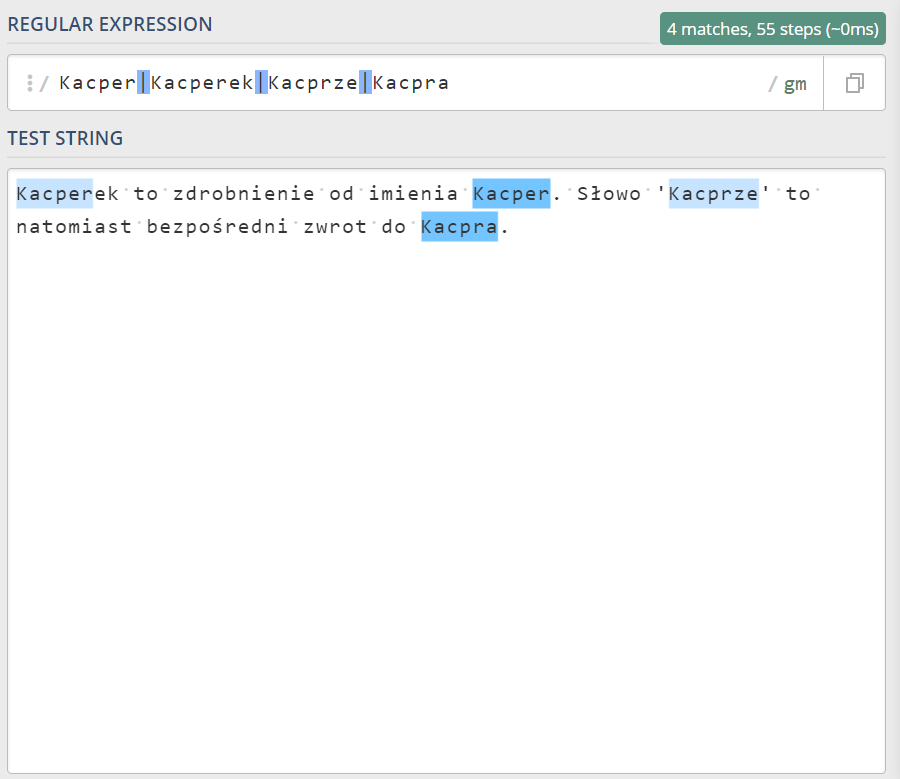 REGULAR EXPRESSION
4 matches, 55 steps (~0ms)
/ Kacper|Kacperek|Kacprze|Kacpra / gm
TEST STRING
Kacperek to zdrobnienie od imienia Kacper. Słowo 'Kacprze' to
natomiast bezpośredni zwrot do Kacpra.